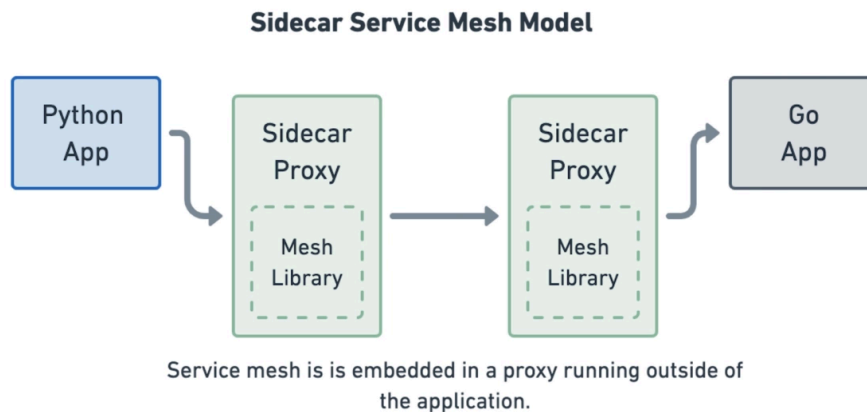 Sidecar Service Mesh Model
Python
App
Sidecar
Proxy
Mesh
Library
Sidecar
Proxy
Mesh
Library
Go
App
Service mesh is is embedded in a proxy running outside of
the application.